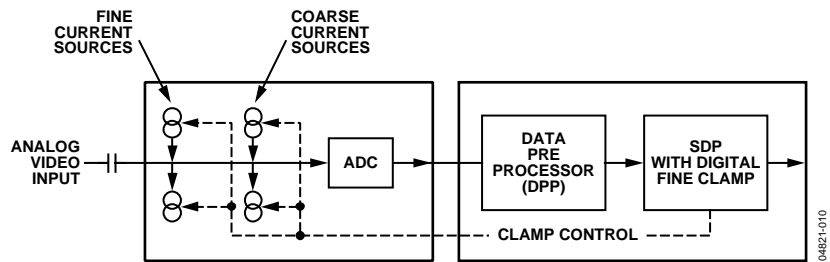 FINE
CURRENT
SOURCES
COARSE
CURRENT
SOURCES
ANALOG
VIDEO
INPUT
ADC
DATA
PRE
PROCESSOR
(DPP)
SDP
WITH DIGITAL
FINE CLAMP
CLAMP CONTROL
04821-010